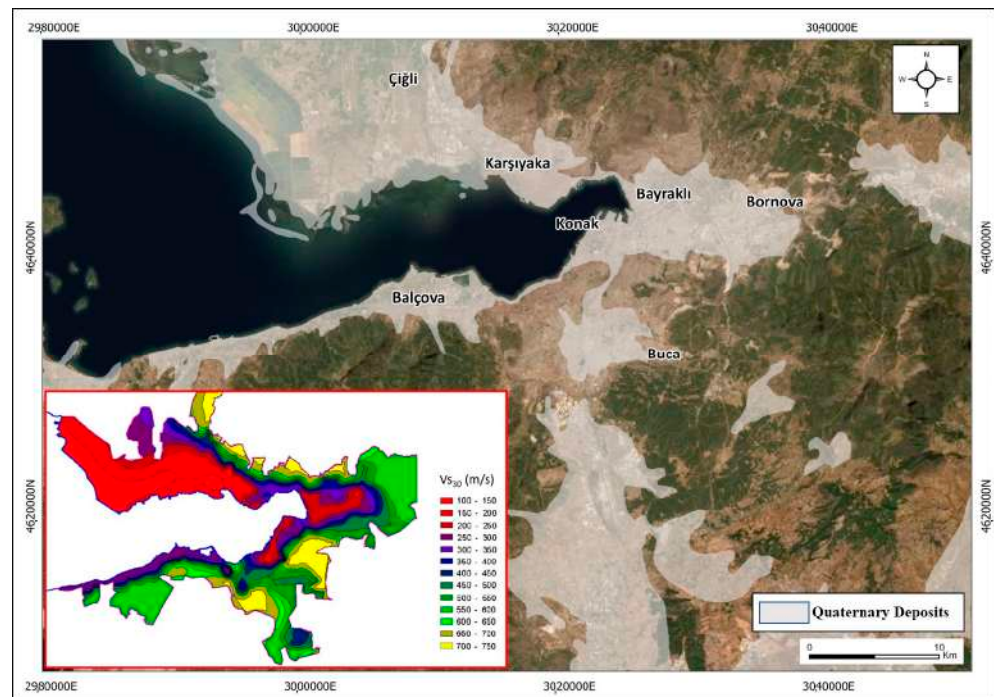 2980000E 3000000E 3020000E 3040000E
N
W E
S
Çiğli
Karşıyaka
Bayraklı
Bornova
Konak
Balçova
Buca
4640000N 4640000N
4620000N 4620000N
Vs30 (m/s)
100 - 150
150 - 200
200 - 250
250 - 300
300 - 350
350 - 400
400 - 450
450 - 500
500 - 550
550 - 600
600 - 650
650 - 700
700 - 750
Quaternary Deposits
0 10
Km
2980000E 3000000E 3020000E 3040000E